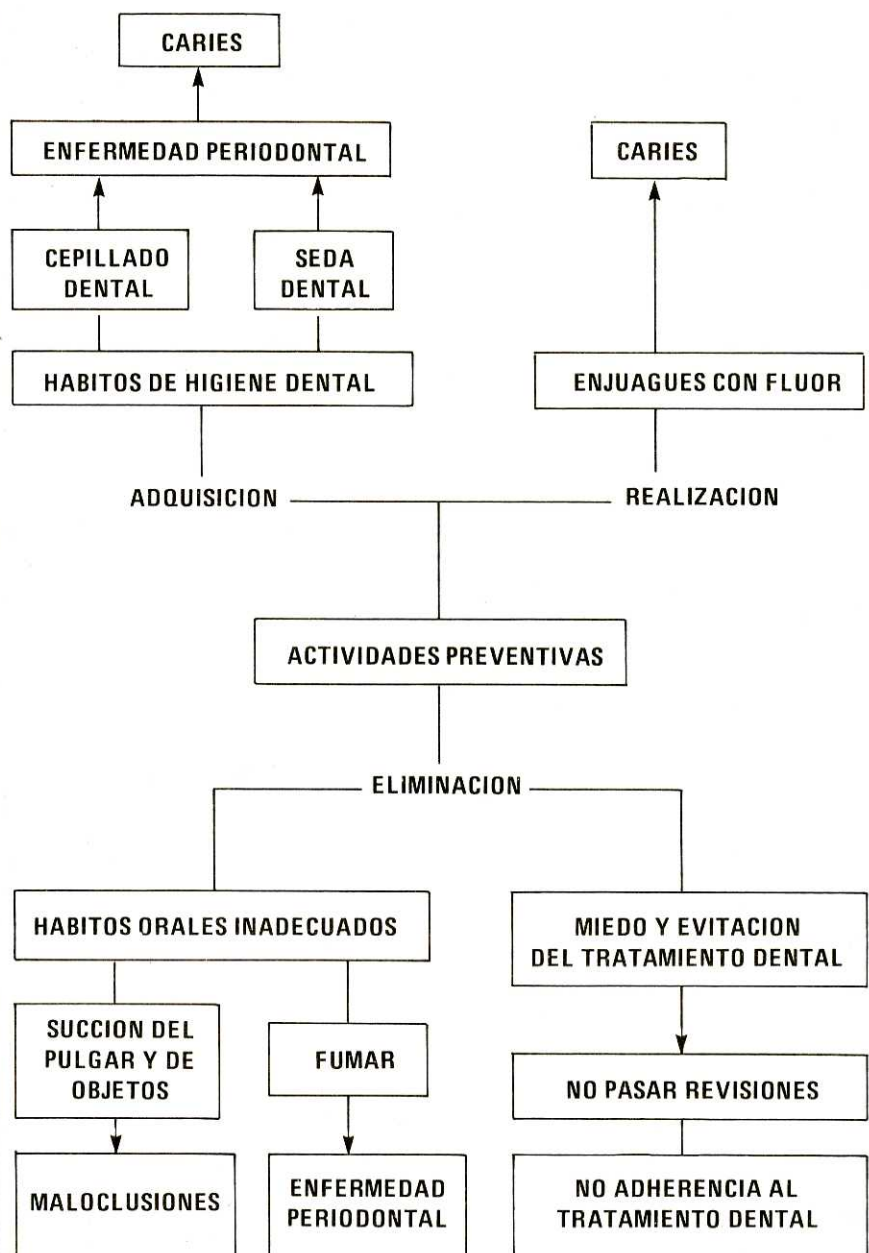 CARIES
ENFERMEDAD PERIODONTAL
CARIES
CEPILLADO
DENTAL
SEDA
DENTAL
HABITOS DE HIGIENE DENTAL
ENJUAGUES CON FLUOR
ADQUISICION
REALIZACION
ACTIVIDADES PREVENTIVAS
ELIMINACION
HABITOS ORALES INADECUADOS
MIEDO Y EVITACION
DEL TRATAMIENTO DENTAL
SUCCION DEL
PULGAR Y DE
OBJETOS
FUMAR
NO PASAR REVISIONES
MALOCLUSIONES
ENFERMEDAD
PERIODONTAL
NO ADHERENCIA AL
TRATAMIENTO DENTAL